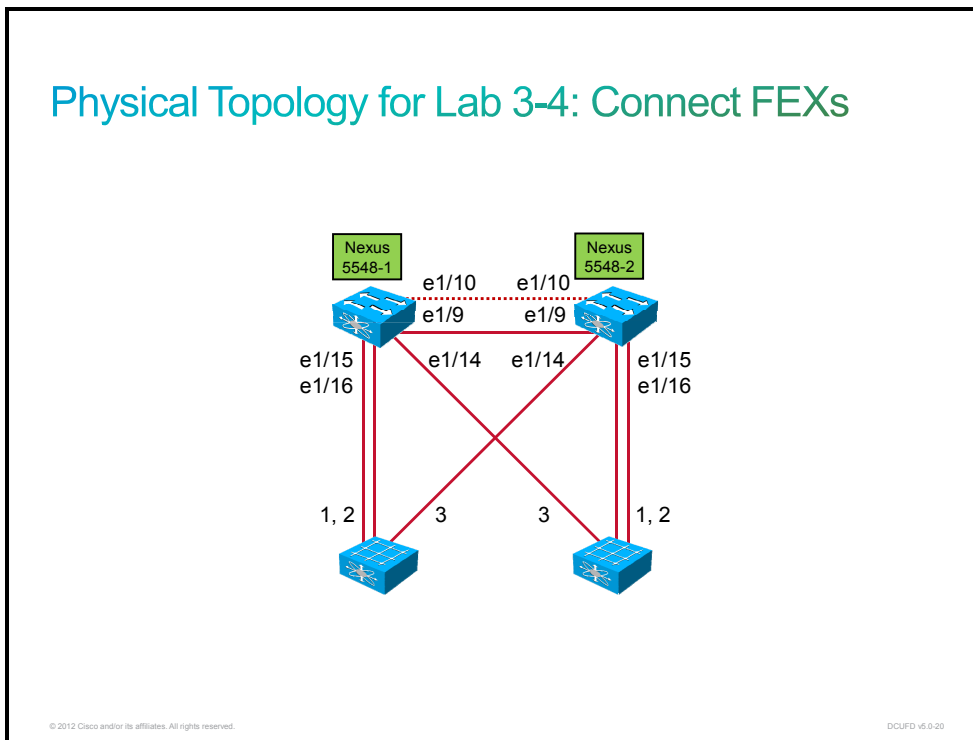 Physical Topology for Lab 3-4: Connect FEXs
Nexus
5548-1
Nexus
5548-2
e1/10 e1/10
e1/9 e1/9
e1/15 e1/14 e1/14 e1/15
e1/16 e1/16
1, 2 3 3 1, 2
© 2012 Cisco and/or its affiliates. All rights reserved.
DCUFD v5.0-20